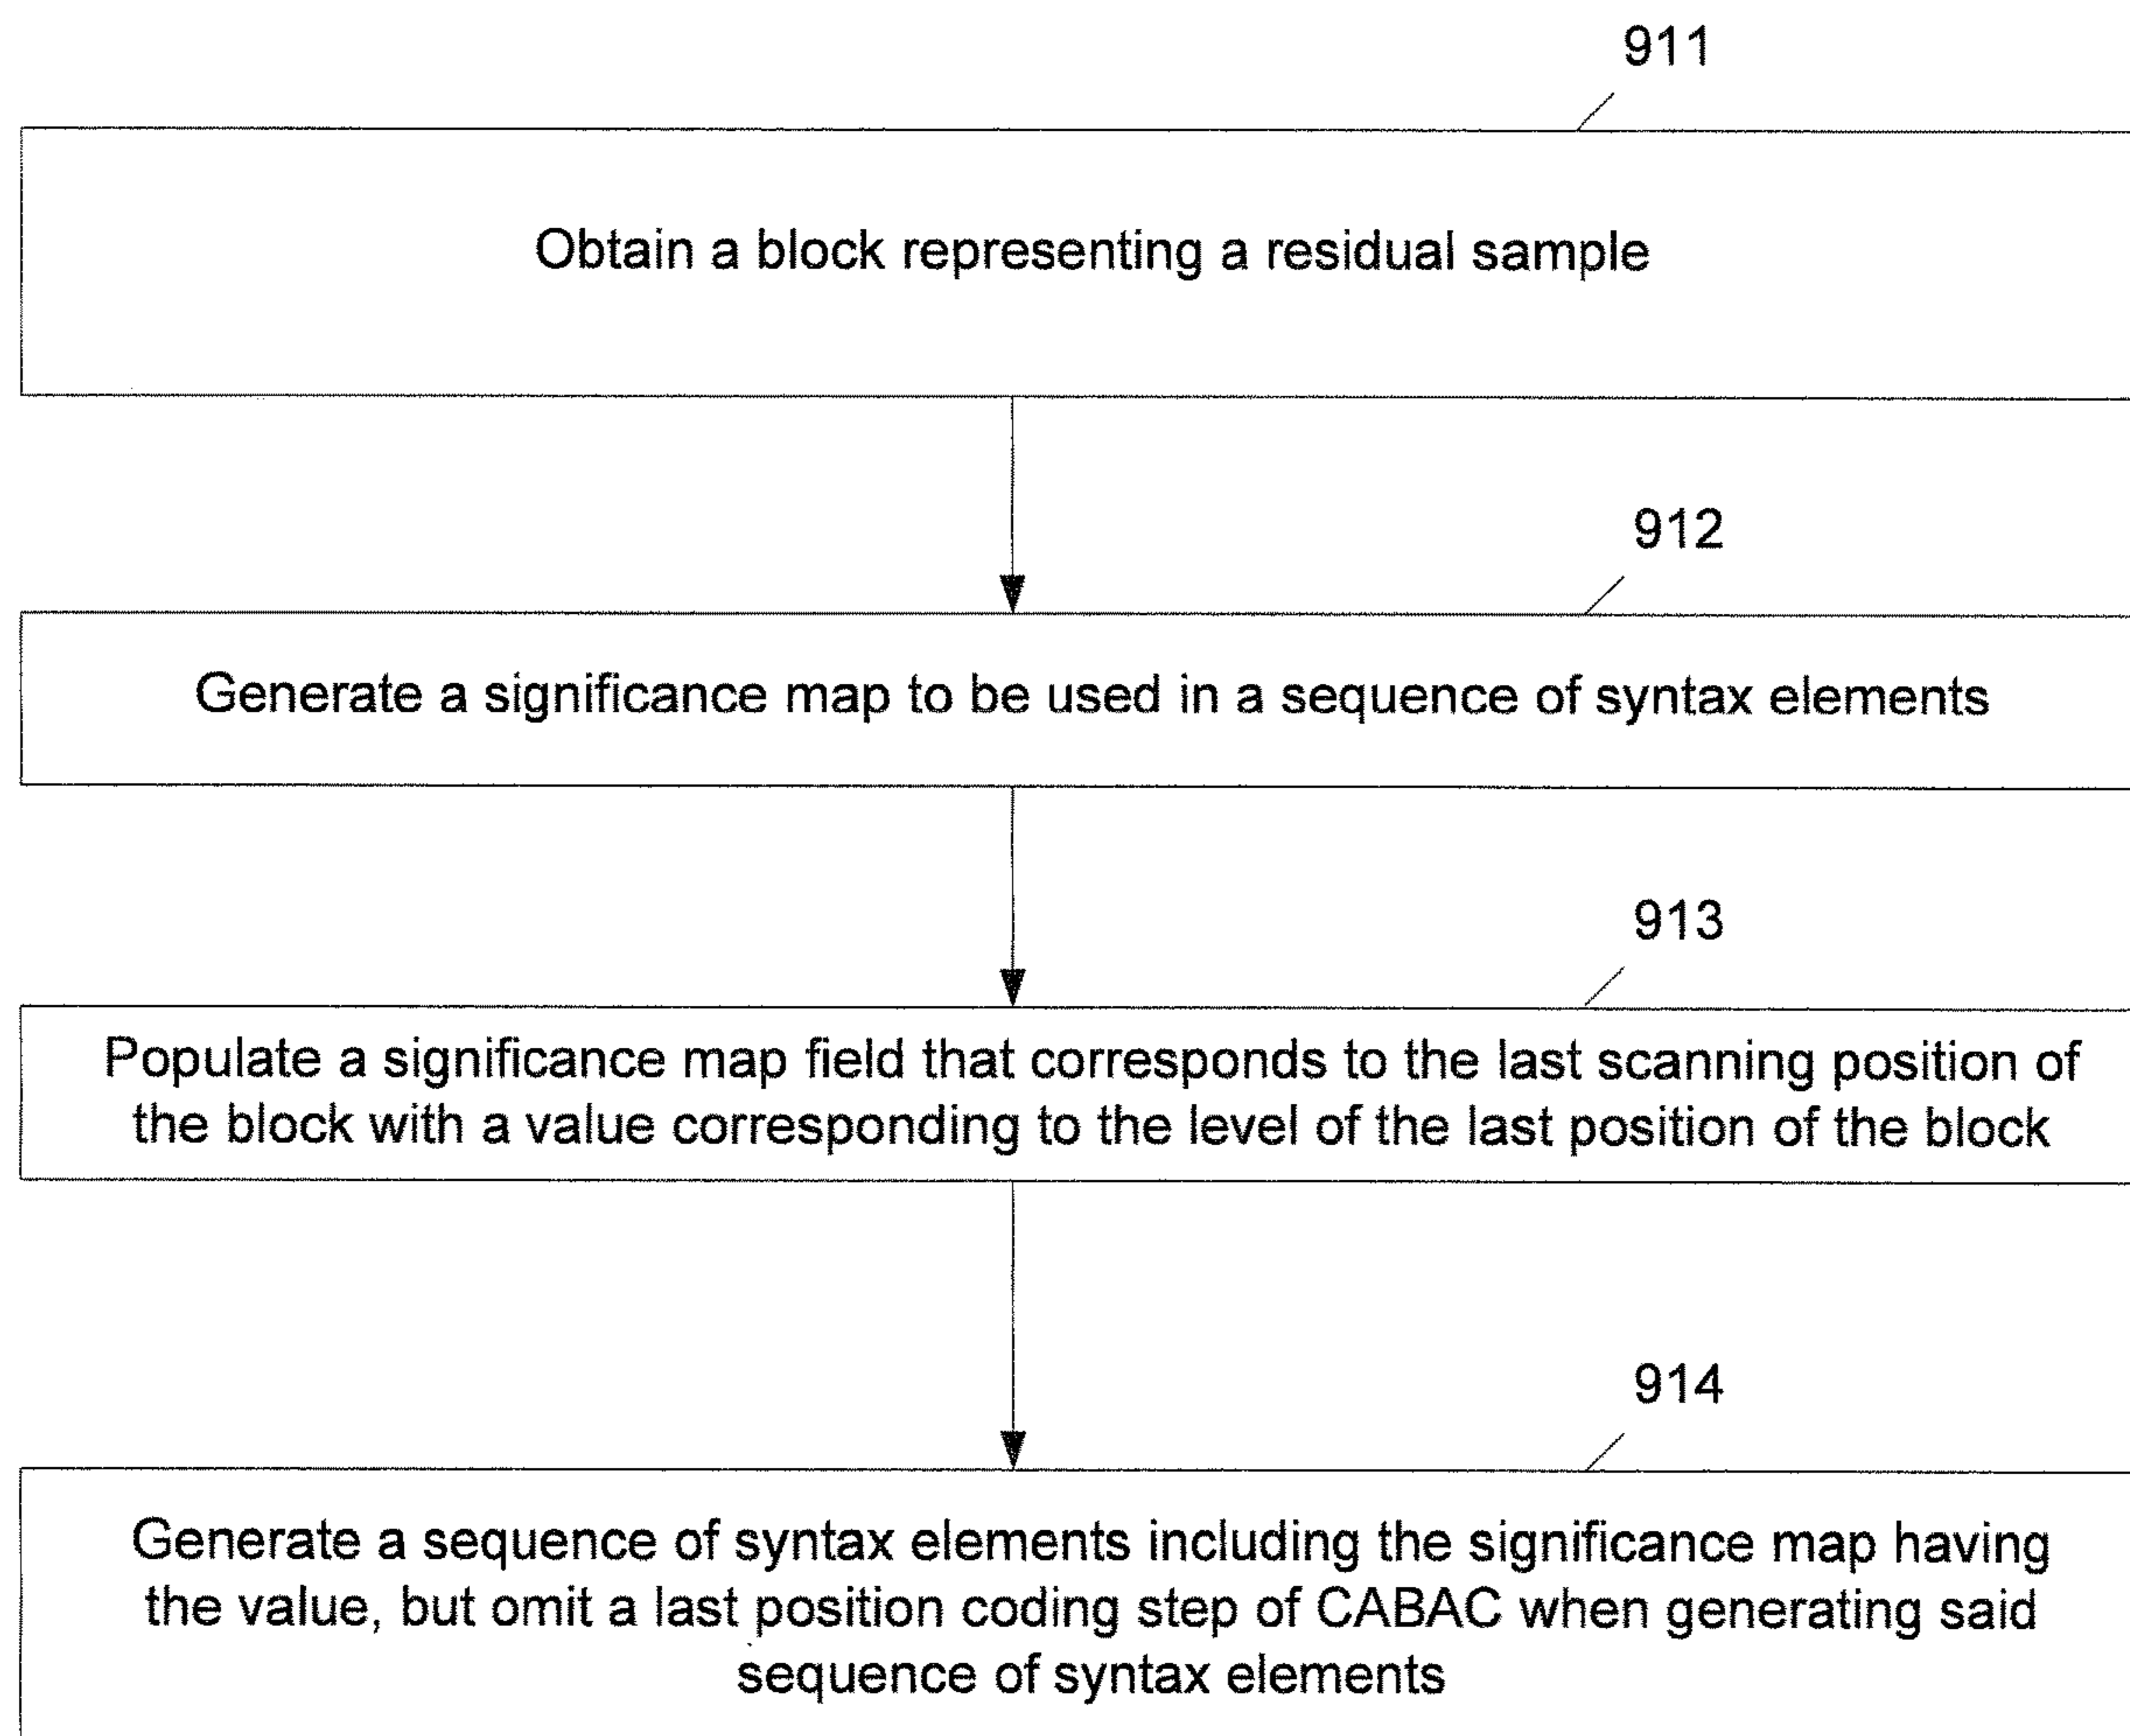 911
Obtain a block representing a residual sample
912
Generate a significance map to be used in a sequence of syntax elements
913
Populate a significance map field that corresponds to the last scanning position of
the block with a value corresponding to the level of the last position of the block
914
Generate a sequence of syntax elements including the significance map having
the value, but omit a last position coding step of CABAC when generating said
sequence of syntax elements